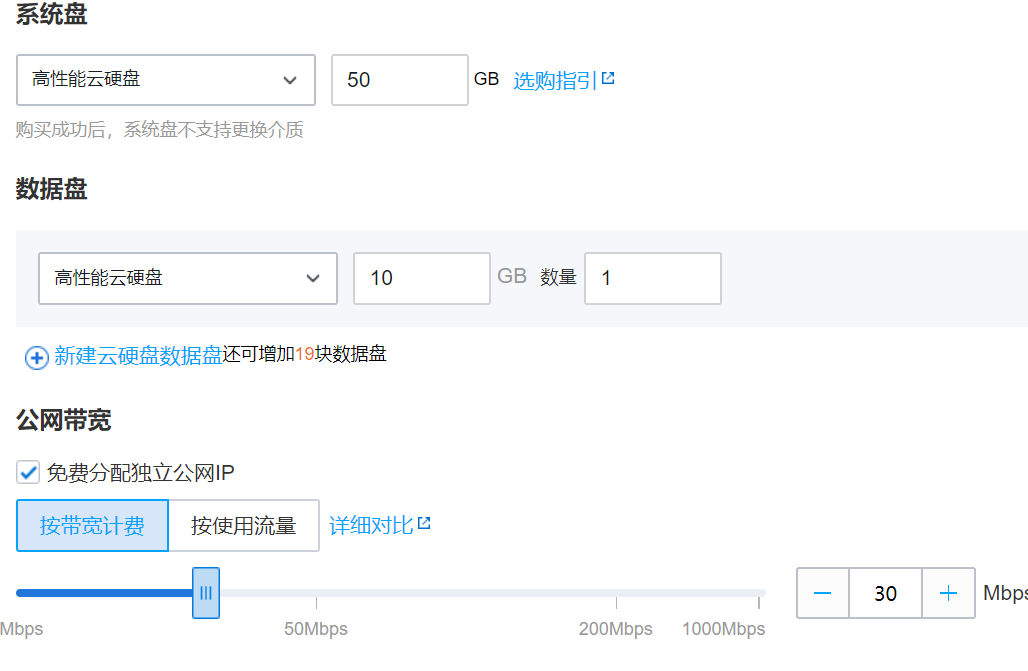 系统盘
高性能云硬盘 50 GB 选购指引
购买成功后，系统盘不支持更换介质
数据盘
高性能云硬盘 10 GB 数量 1
新建云硬盘数据盘还可增加19块数据盘
公网带宽
免费分配独立公网IP
按带宽计费 按使用流量 详细对比
30 Mbps
Mbps 50Mbps 200Mbps 1000Mbps